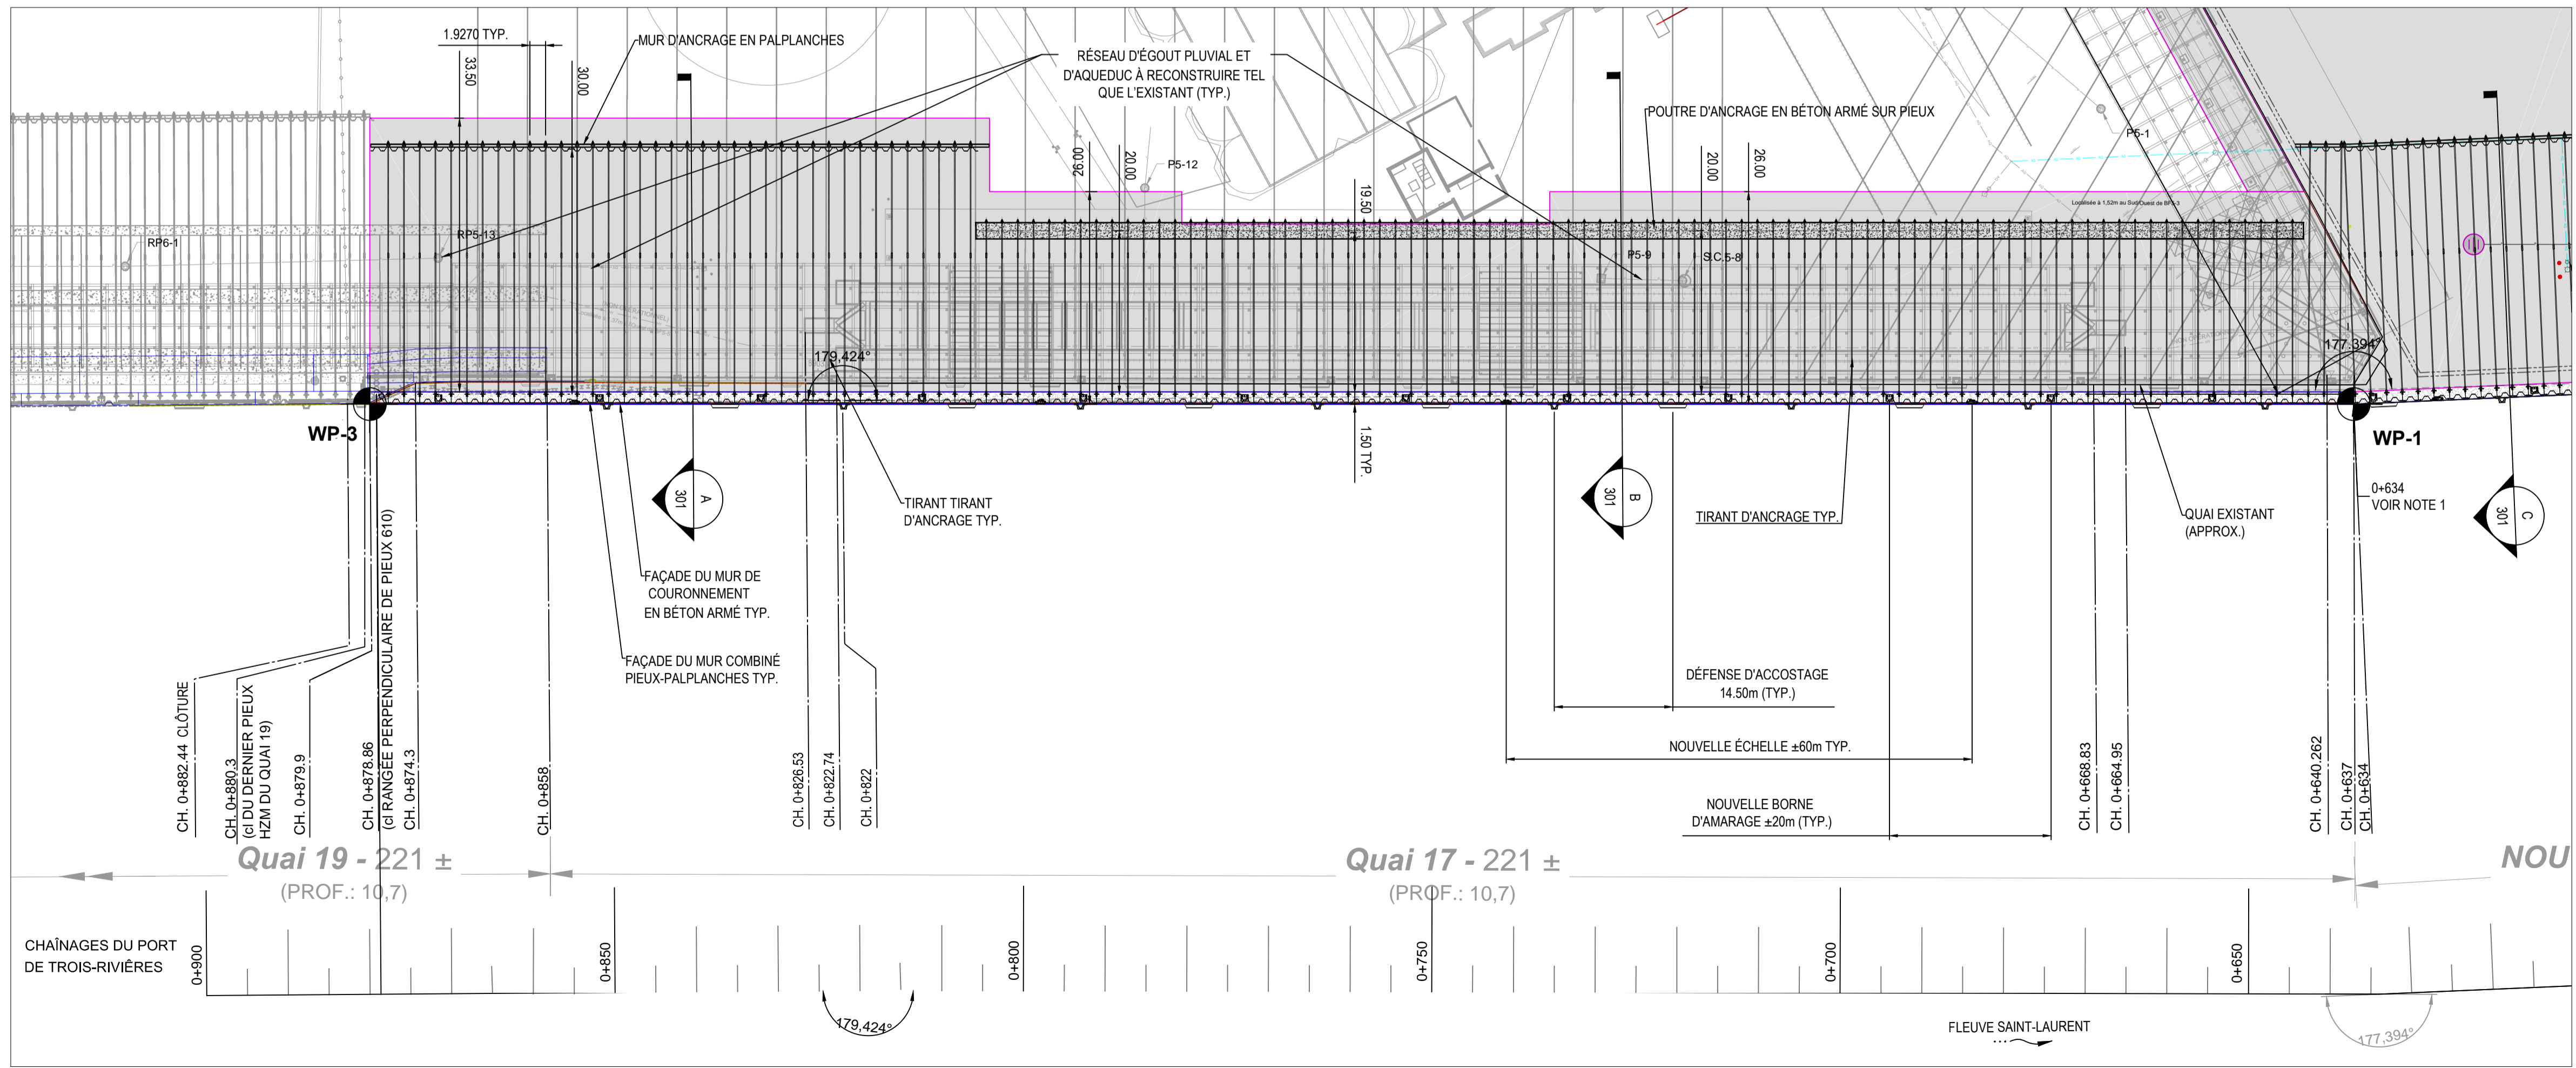 1.9270 TYP.
MUR D'ANCRAGE EN PALPLANCHES
33.50
30.00
RÉSEAU D'ÉGOUT PLUVIAL ET
D'AQUEDUC À RECONSTRUIRE TEL
QUE L'EXISTANT (TYP.)
POUTRE D'ANCRAGE EN BÉTON ARMÉ SUR PIEUX
P5-1
P5-12
26.00
20.00
19.50
20.00
26.00
Localisée à 1,52m au Sud/Ouest de BP5-3
RP6-1
RP5-13
P5-9
S.C.5-8
179,424°
177.394°
WP-3
WP-1
1.50 TYP.
A
301
B
301
C
301
0+634
VOIR NOTE 1
TIRANT TIRANT
D'ANCRAGE TYP.
TIRANT D'ANCRAGE TYP.
QUAI EXISTANT
(APPROX.)
FAÇADE DU MUR DE
COURONNEMENT
EN BÉTON ARMÉ TYP.
FAÇADE DU MUR COMBINÉ
PIEUX-PALPLANCHES TYP.
DÉFENSE D'ACCOSTAGE
14.50m (TYP.)
NOUVELLE ÉCHELLE ±60m TYP.
NOUVELLE BORNE
D'AMARAGE ±20m (TYP.)
CH. 0+882.44 CLÔTURE
CH. 0+880.3
(cl DU DERNIER PIEUX
HZM DU QUAI 19)
CH. 0+879.9
CH. 0+878.86
(cl RANGÉE PERPENDICULAIRE DE PIEUX 610)
CH. 0+874.3
CH. 0+858
CH. 0+826.53
CH. 0+822.74
CH. 0+822
CH. 0+668.83
CH. 0+664.95
CH. 0+640.262
CH. 0+637
CH. 0+634
Quai 19 - 221 ±
(PROF.: 10,7)
Quai 17 - 221 ±
(PROF.: 10,7)
NOU
CHAÎNAGES DU PORT
DE TROIS-RIVIÈRES
0+900
0+850
0+800
0+750
0+700
0+650
179,424°
FLEUVE SAINT-LAURENT
177,394°